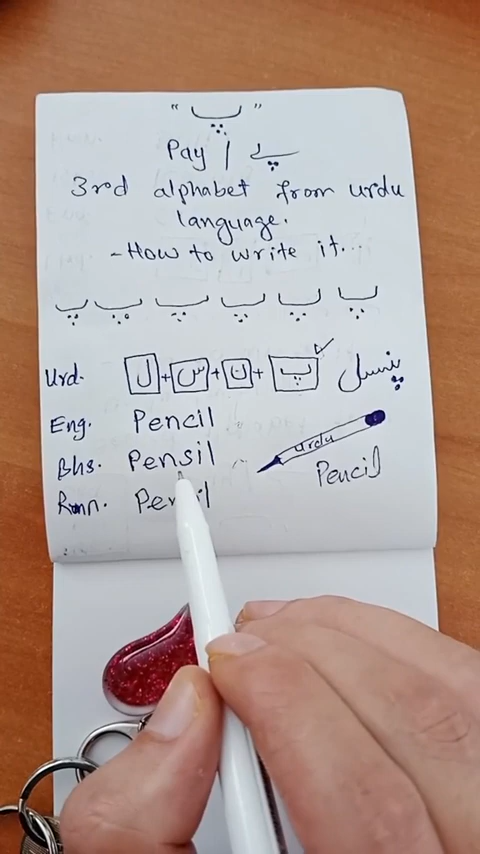 " پ "
Pay / پے
3rd alphabet from urdu
language.
- How to write it...
پ پ پ پ پ پ
Urd. ل + س + ن + پ پنسل
Eng. Pencil
Bhs. Pensil
urdu
Pencil
Rmn.